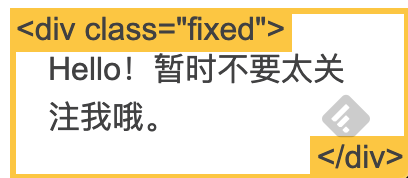 <div class="fixed">
Hello！暂时不要太关
注我哦。
</div>